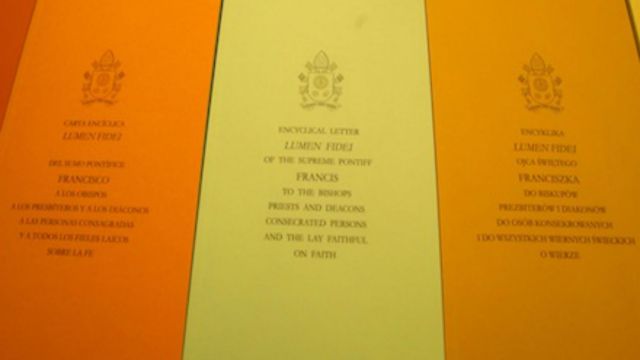 CARTA ENCÍCLICA
LUMEN FIDEI
DEL SUMO PONTÍFICE
FRANCISCO
A LOS OBISPOS
A LOS PRESBÍTEROS Y A LOS DIÁCONOS
A LAS PERSONAS CONSAGRADAS
Y A TODOS LOS FIELES LAICOS
SOBRE LA FE
ENCYCLICAL LETTER
LUMEN FIDEI
OF THE SUPREME PONTIFF
FRANCIS
TO THE BISHOPS
PRIESTS AND DEACONS
CONSECRATED PERSONS
AND THE LAY FAITHFUL
ON FAITH
ENCYKLIKA
LUMEN FIDEI
OJCA ŚWIĘTEGO
FRANCISZKA
DO BISKUPÓW
PREZBITERÓW I DIAKONÓW
DO OSÓB KONSEKROWANYCH
I DO WSZYSTKICH WIERNYCH ŚWIECKICH
O WIERZE